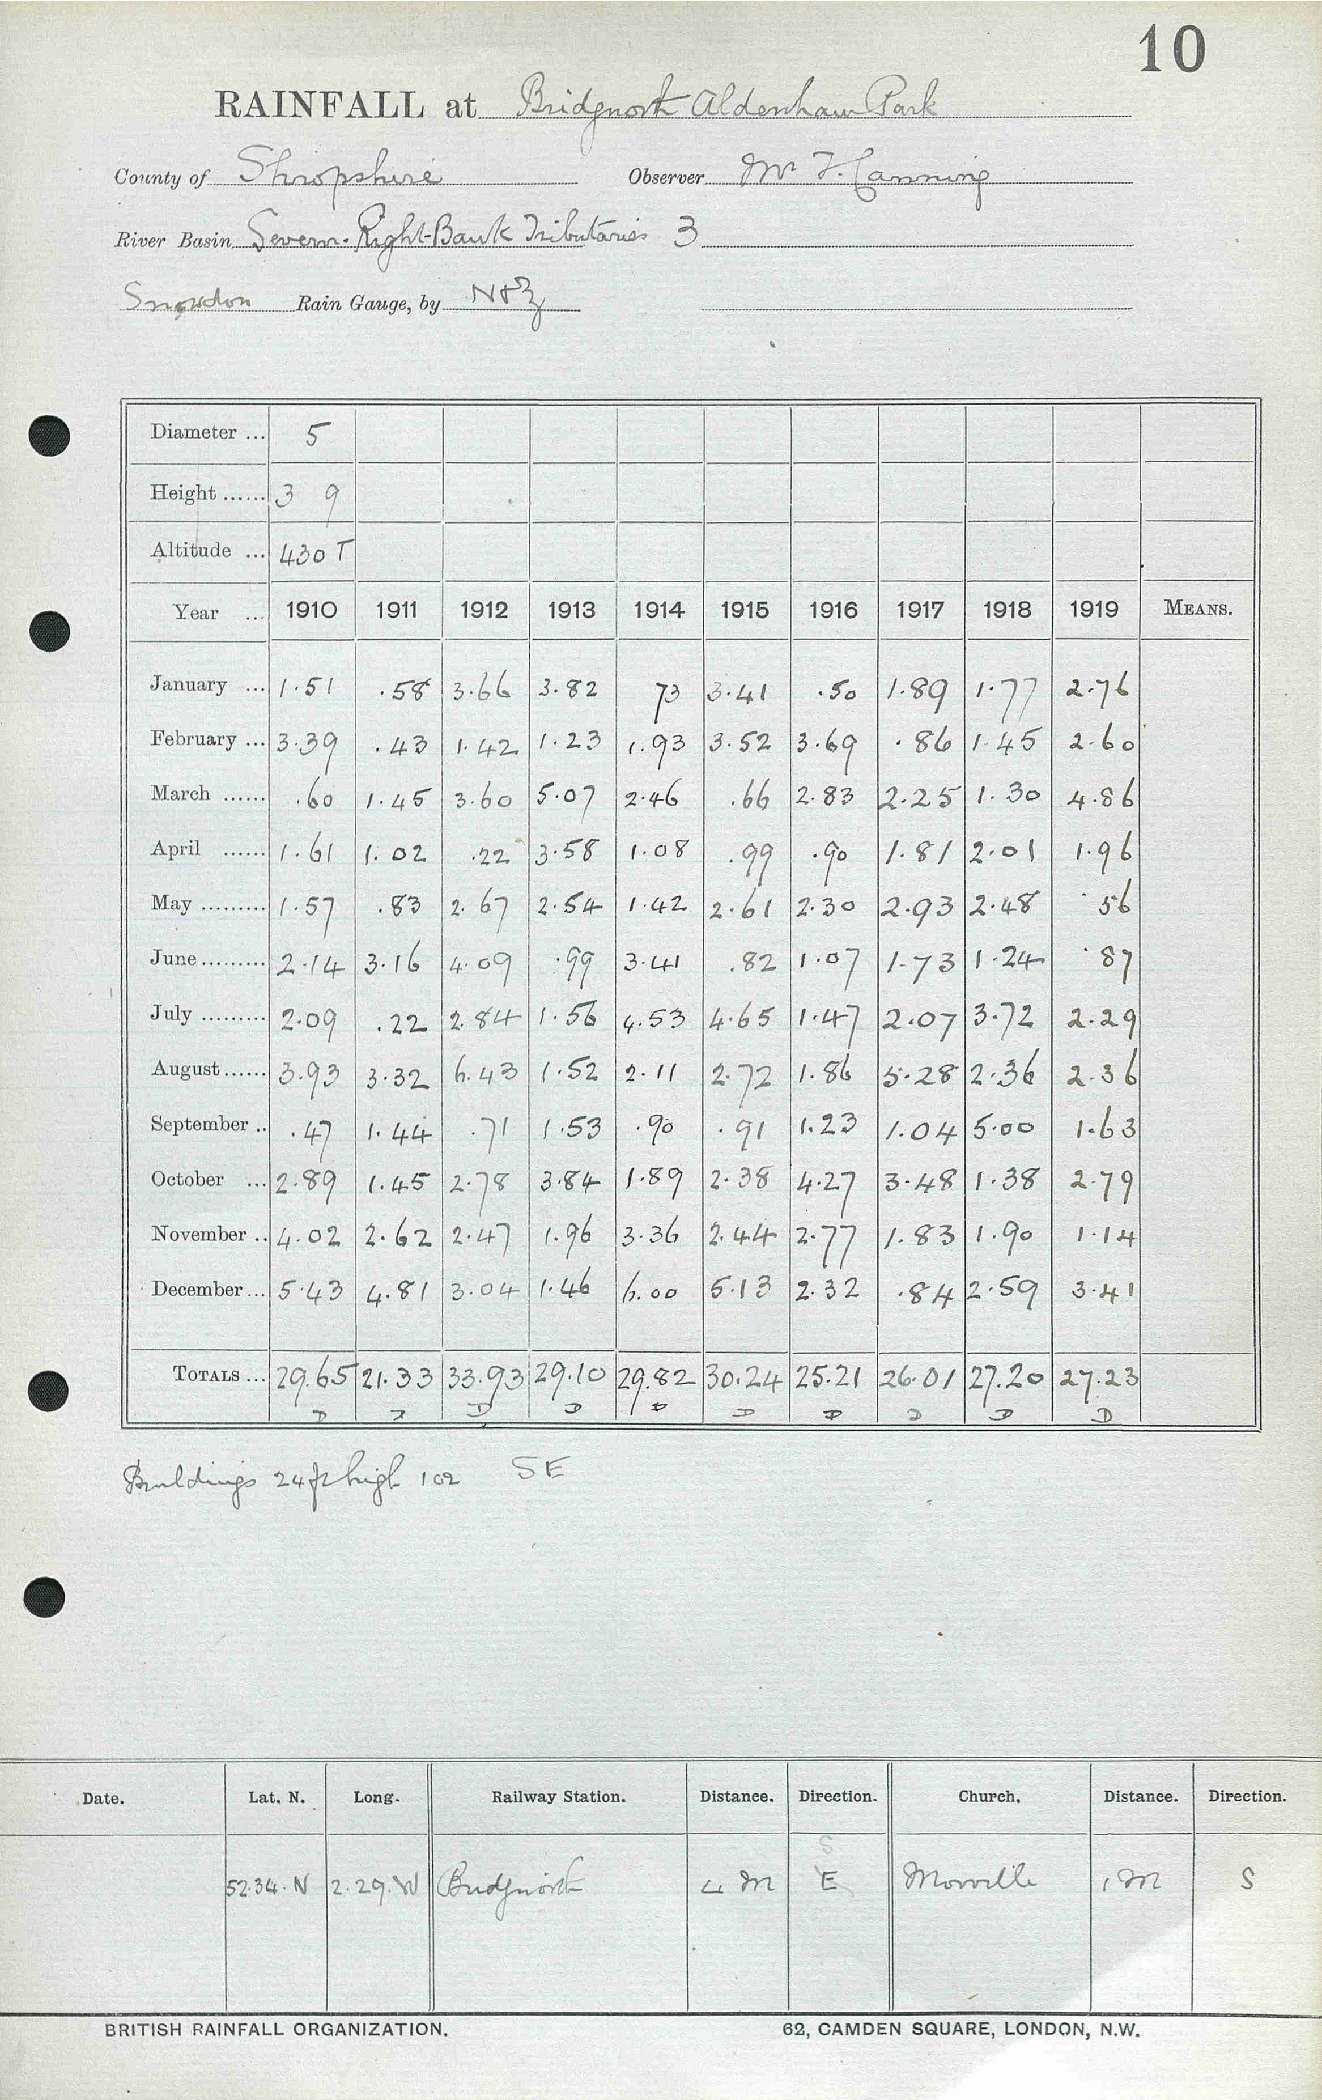 10
RAINFALL at Bridgnorth Aldenham Park
County of Shropshire Observer Mr F. Canning
River Basin Severn-Right-Bank Tributaries 3
Snowdon Rain Gauge, by N&Z
Diameter ... 5
Height ...... 3 9
Altitude ... 430 T
Year ... 1910 1911 1912 1913 1914 1915 1916 1917 1918 1919 MEANS.
January ... 1.51 .58 3.66 3.82 73 3.41 .50 1.89 1.77 2.76
February ... 3.39 .43 1.42 1.23 1.93 3.52 3.69 .86 1.45 2.60
March ...... .60 1.45 3.60 5.07 2.46 .66 2.83 2.25 1.30 4.86
April ...... 1.61 1.02 .22 3.58 1.08 .99 .90 1.81 2.01 1.96
May ......... 1.57 .83 2.67 2.54 1.42 2.61 2.30 2.93 2.48 .56
June ......... 2.14 3.16 4.09 .99 3.41 .82 1.07 1.73 1.24 .87
July ......... 2.09 .22 2.84 1.56 4.53 4.65 1.47 2.07 3.72 2.29
August ...... 3.93 3.32 6.43 1.52 2.11 2.72 1.86 5.28 2.36 2.36
September .. .47 1.44 .71 1.53 .90 .91 1.23 1.04 5.00 1.63
October ... 2.89 1.45 2.78 3.84 1.89 2.38 4.27 3.48 1.38 2.79
November .. 4.02 2.62 2.47 1.96 3.36 2.44 2.77 1.83 1.90 1.14
December ... 5.43 4.81 3.04 1.46 6.00 6.13 2.32 .84 2.59 3.41
TOTALS ... 29.65 21.33 33.93 29.10 29.82 30.24 25.21 26.01 27.20 27.23
D D D D D D D D D D
Buildings 24ft high 102 SE
Date. Lat. N. Long. Railway Station. Distance. Direction. Church. Distance. Direction.
S
52.34.N 2.29.W Bridgnorth 4 M E Morville 1 M S
BRITISH RAINFALL ORGANIZATION. 62, CAMDEN SQUARE, LONDON, N.W.